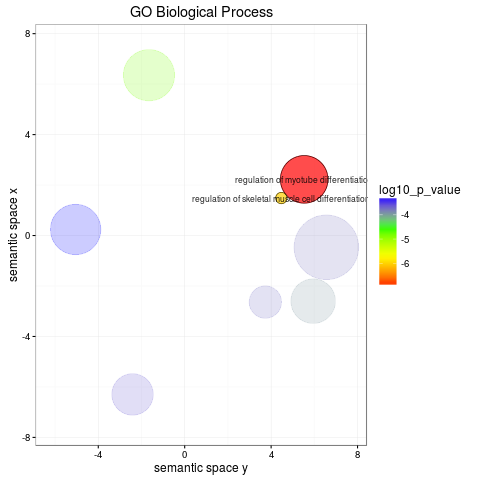 GO Biological Process
8
4
0
-4
-8
semantic space x
regulation of myotube differentiatio
regulation of skeletal muscle cell differentiation
-4
0
4
8
semantic space y
log10_p_value
-4
-5
-6